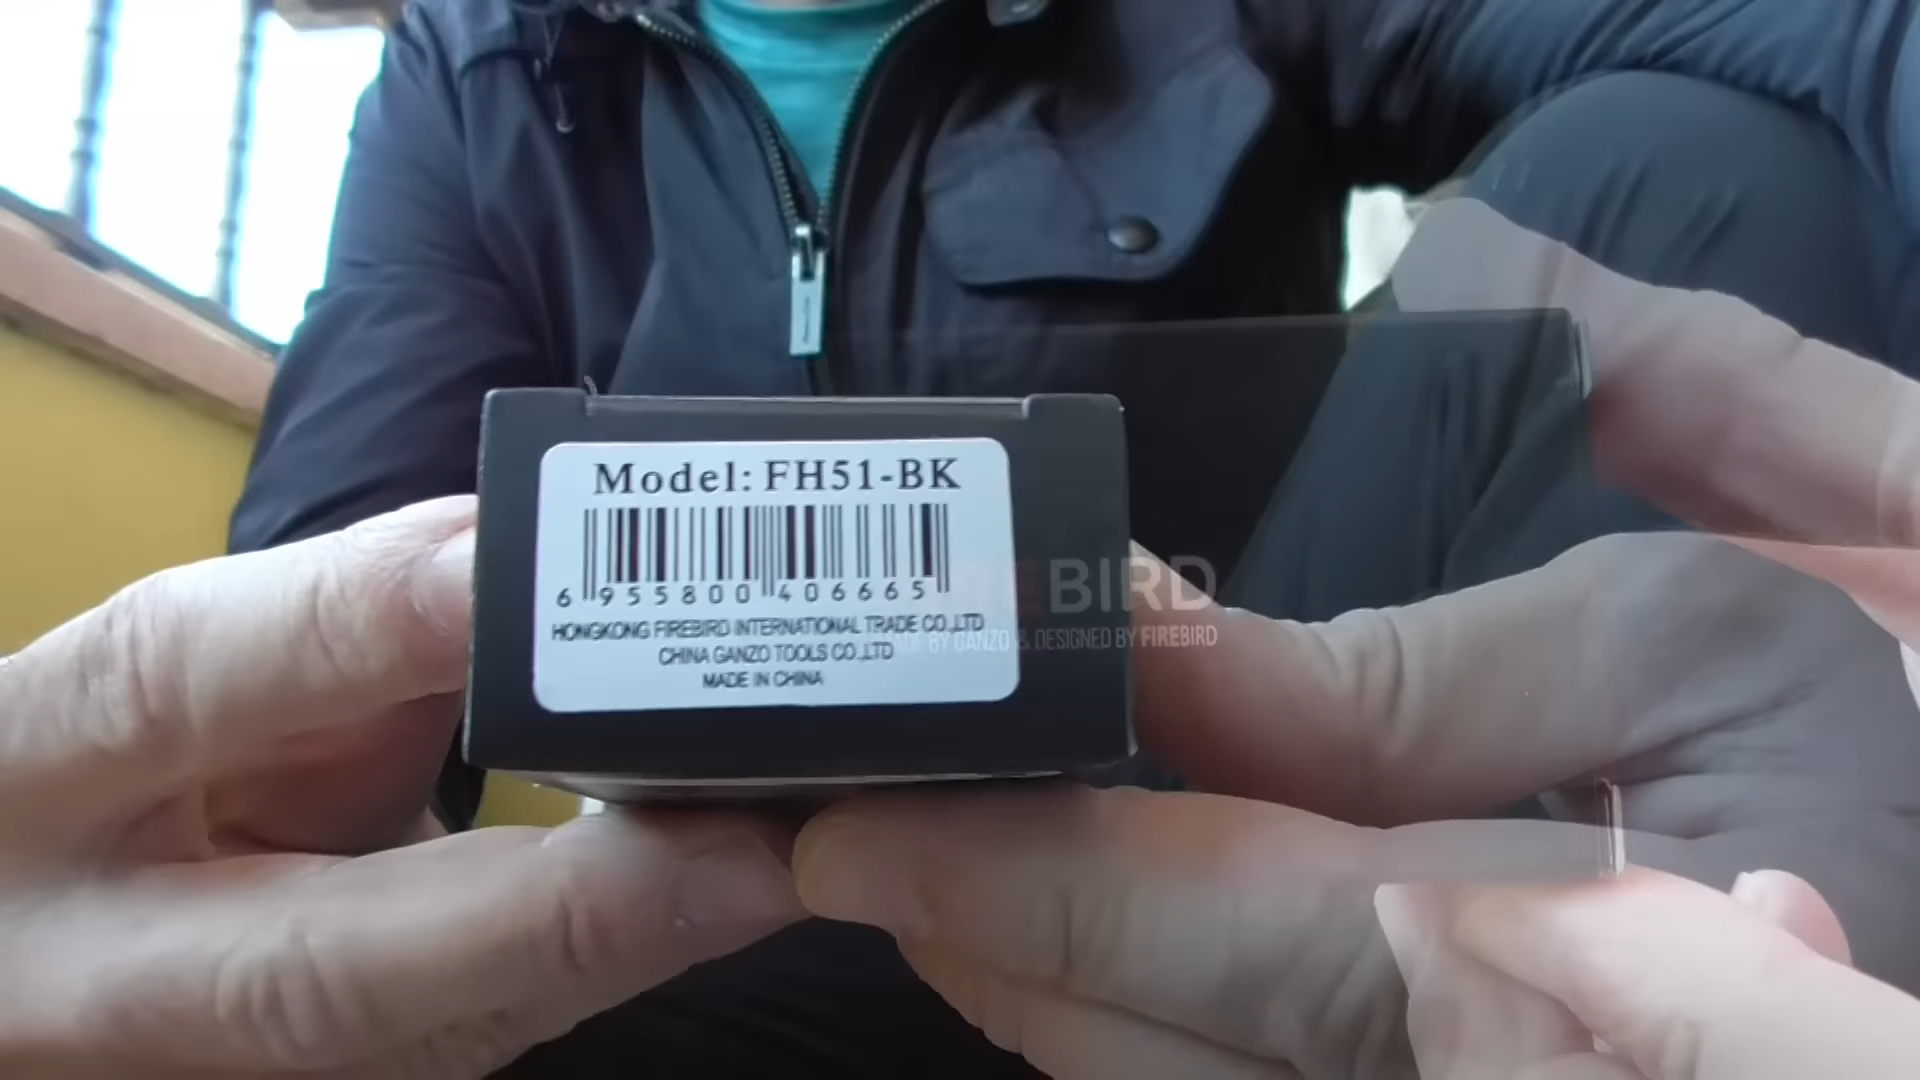 Model: FH51-BK
6 955800 406665
HONGKONG FIREBIRD INTERNATIONAL TRADE CO.,LTD
CHINA GANZO TOOLS CO.,LTD
MADE IN CHINA
BIRD
BY GANZO & DESIGNED BY FIREBIRD